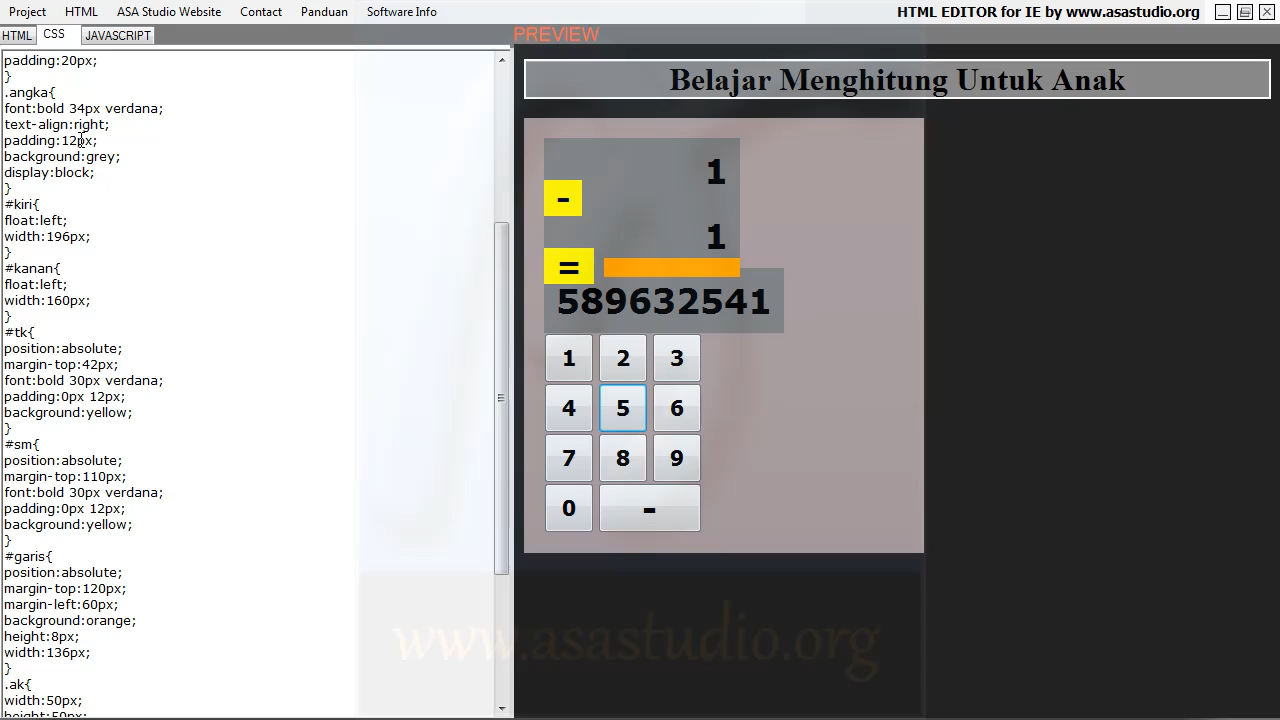 Project HTML ASA Studio Website Contact Panduan Software Info HTML EDITOR for IE by www.asastudio.org
HTML CSS JAVASCRIPT PREVIEW
padding:20px;
}
.angka{
font:bold 34px verdana;
text-align:right;
padding:12px;
background:grey;
display:block;
}
#kiri{
float:left;
width:196px;
}
#kanan{
float:left;
width:160px;
}
#tk{
position:absolute;
margin-top:42px;
font:bold 30px verdana;
padding:0px 12px;
background:yellow;
}
#sm{
position:absolute;
margin-top:110px;
font:bold 30px verdana;
padding:0px 12px;
background:yellow;
}
#garis{
position:absolute;
margin-top:120px;
margin-left:60px;
background:orange;
height:8px;
width:136px;
}
.ak{
width:50px;
height:50px;
Belajar Menghitung Untuk Anak
1
-
1
=
589632541
1 2 3
4 5 6
7 8 9
0 -
www.asastudio.org